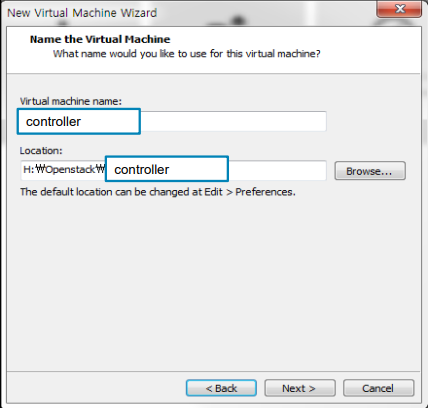 New Virtual Machine Wizard
Name the Virtual Machine
What name would you like to use for this virtual machine?
Virtual machine name:
controller
Location:
H:₩Openstack₩ controller
Browse...
The default location can be changed at Edit > Preferences.
< Back
Next >
Cancel